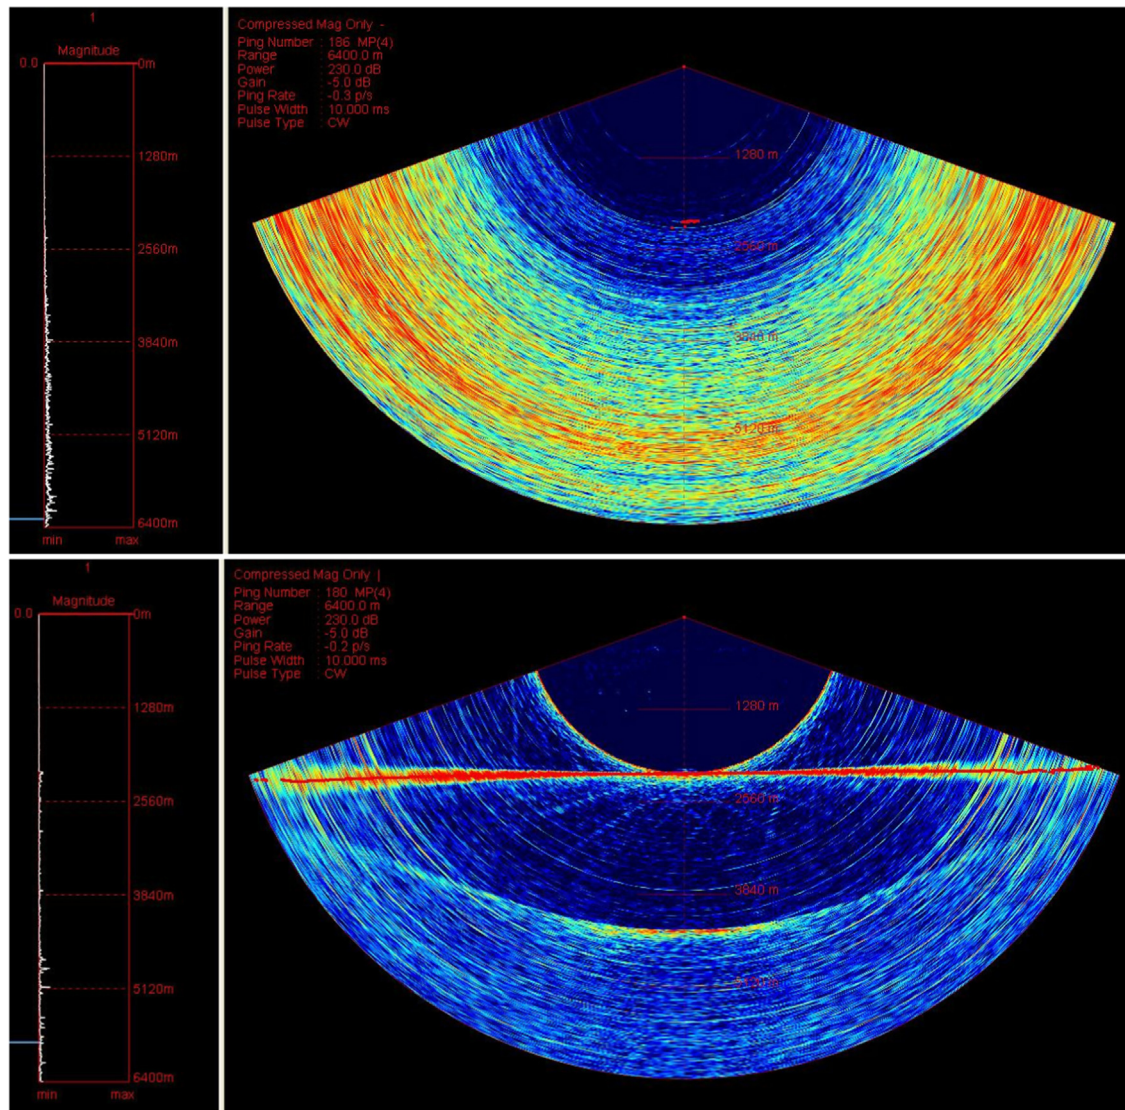 1
Magnitude
0.0
0m
1280m
2560m
3840m
5120m
6400m
min max
Compressed Mag Only -
Ping Number : 186 MP(4)
Range : 6400.0 m
Power : 230.0 dB
Gain : -5.0 dB
Ping Rate : -0.3 p/s
Pulse Width : 10.000 ms
Pulse Type : CW
1280 m
2560 m
3840 m
5120 m
1
Magnitude
0.0
0m
1280m
2560m
3840m
5120m
6400m
min max
Compressed Mag Only |
Ping Number : 180 MP(4)
Range : 6400.0 m
Power : 230.0 dB
Gain : -5.0 dB
Ping Rate : -0.2 p/s
Pulse Width : 10.000 ms
Pulse Type : CW
1280 m
2560 m
3840 m
5120 m